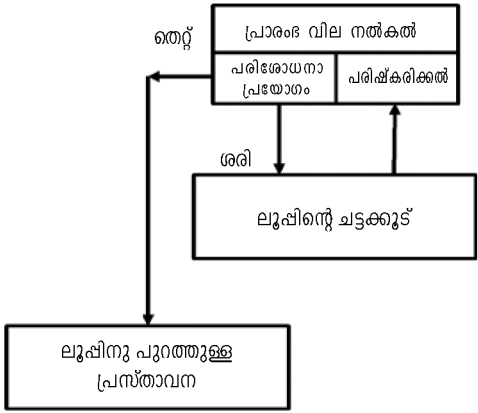 തെറ്റ്
പ്രാരംഭ വില നൽകൽ
പരിശോധനാ
പ്രയോഗം
പരിഷ്കരിക്കൽ
ശരി
ലൂപ്പിന്റെ ചട്ടക്കൂട്
ലൂപ്പിനു പുറത്തുള്ള
പ്രസ്താവന